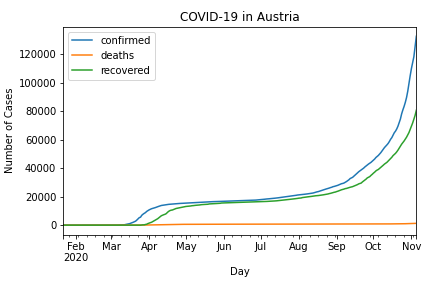 COVID-19 in Austria
confirmed
deaths
recovered
Number of Cases
120000
100000
80000
60000
40000
20000
0
Feb Mar Apr May Jun Jul Aug Sep Oct Nov
2020
Day